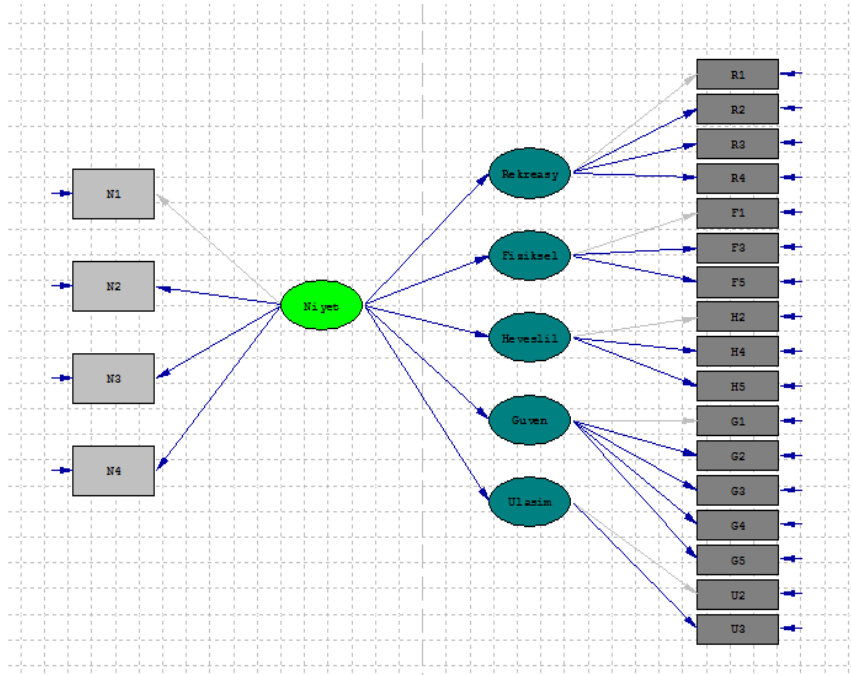 N1
N2
N3
N4
Niyet
Rekreasy
Fiziksel
Heveslil
Guven
Ulasim
R1
R2
R3
R4
F1
F3
F5
H2
H4
H5
G1
G2
G3
G4
G5
U2
U3